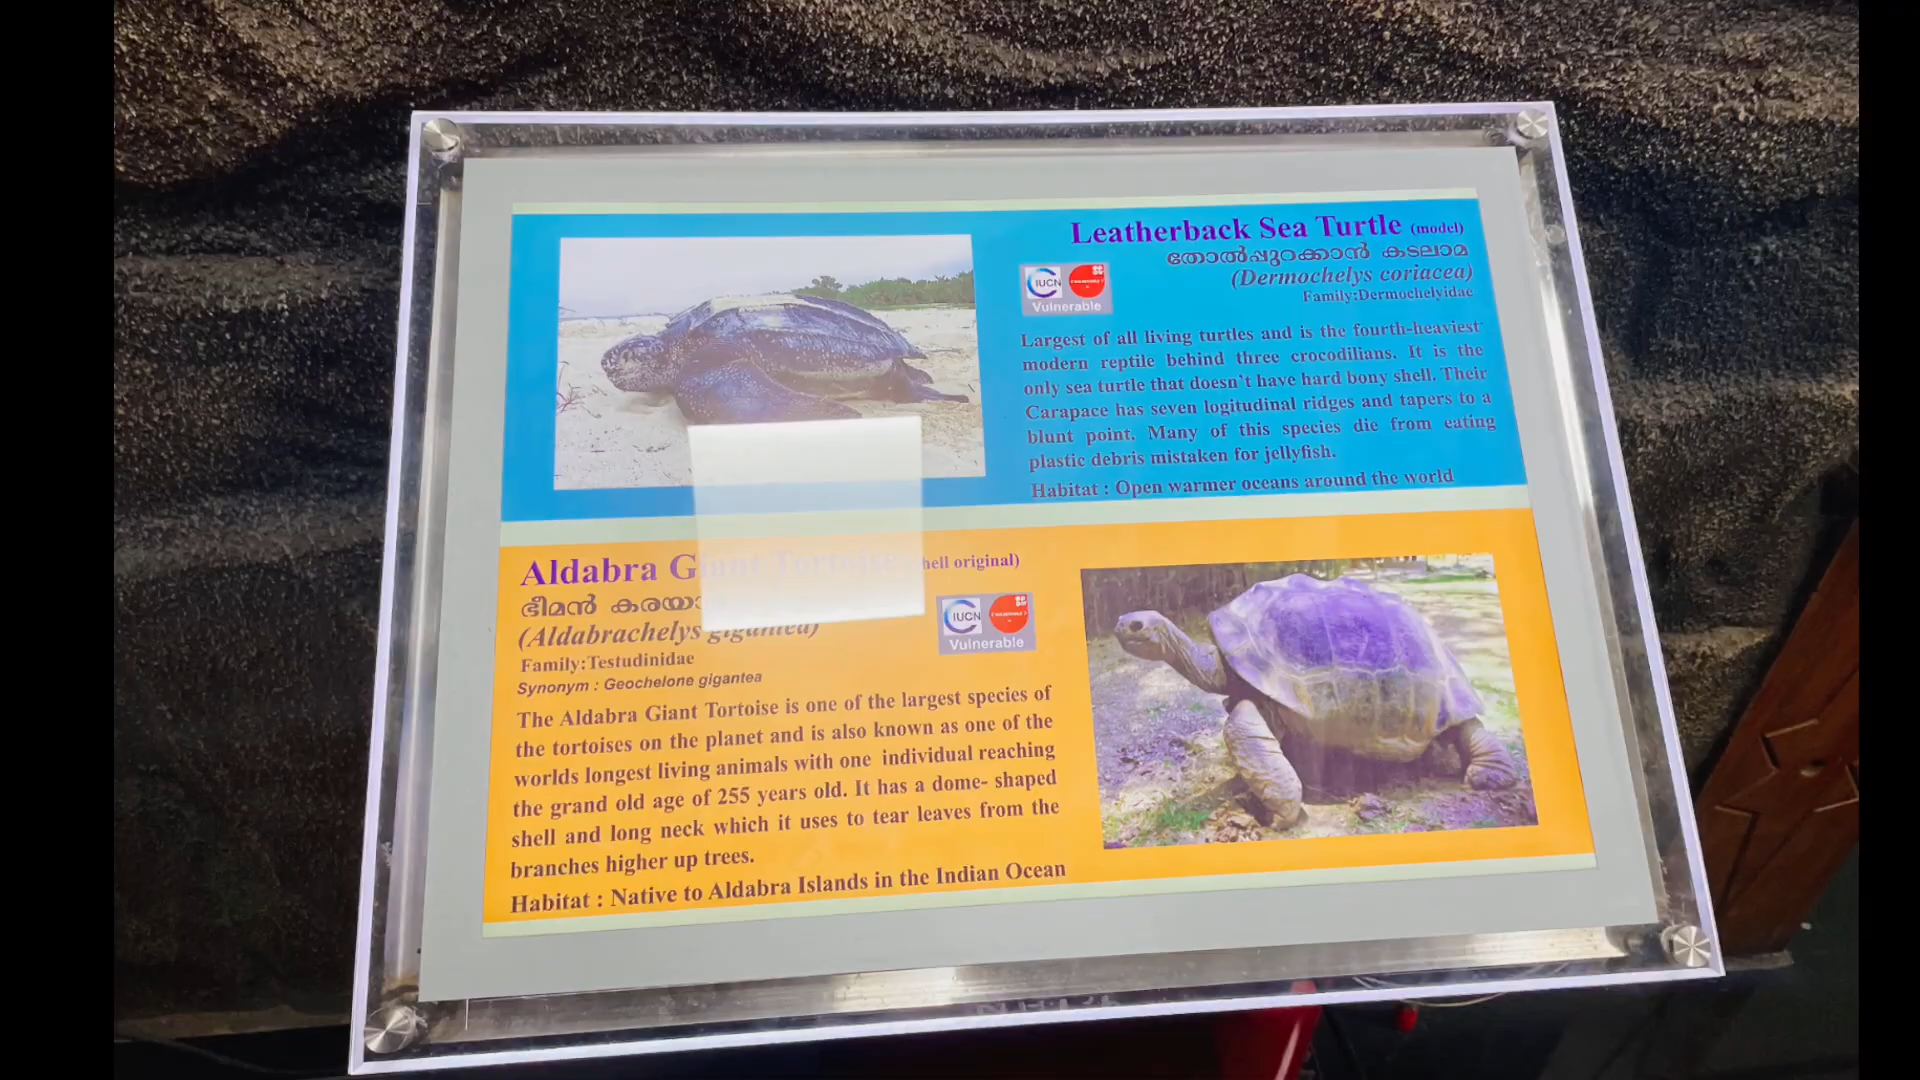 Leatherback Sea Turtle (model)
തോൽപ്പുറക്കാൻ കടലാമ
(Dermochelys coriacea)
Family:Dermochelyidae
IUCN
Vulnerable
Largest of all living turtles and is the fourth-heaviest
modern reptile behind three crocodilians. It is the
only sea turtle that doesn't have hard bony shell. Their
Carapace has seven logitudinal ridges and tapers to a
blunt point. Many of this species die from eating
plastic debris mistaken for jellyfish.
Habitat : Open warmer oceans around the world
Aldabra Giant Tortoise original)
ഭീമൻ
(Aldabrachelys gigantea)
Family:Testudinidae
Synonym : Geochelone gigantea
IUCN
Vulnerable
The Aldabra Giant Tortoise is one of the largest species of
the tortoises on the planet and is also known as one of the
worlds longest living animals with one individual reaching
the grand old age of 255 years old. It has a dome- shaped
shell and long neck which it uses to tear leaves from the
branches higher up trees.
Habitat : Native to Aldabra Islands in the Indian Ocean